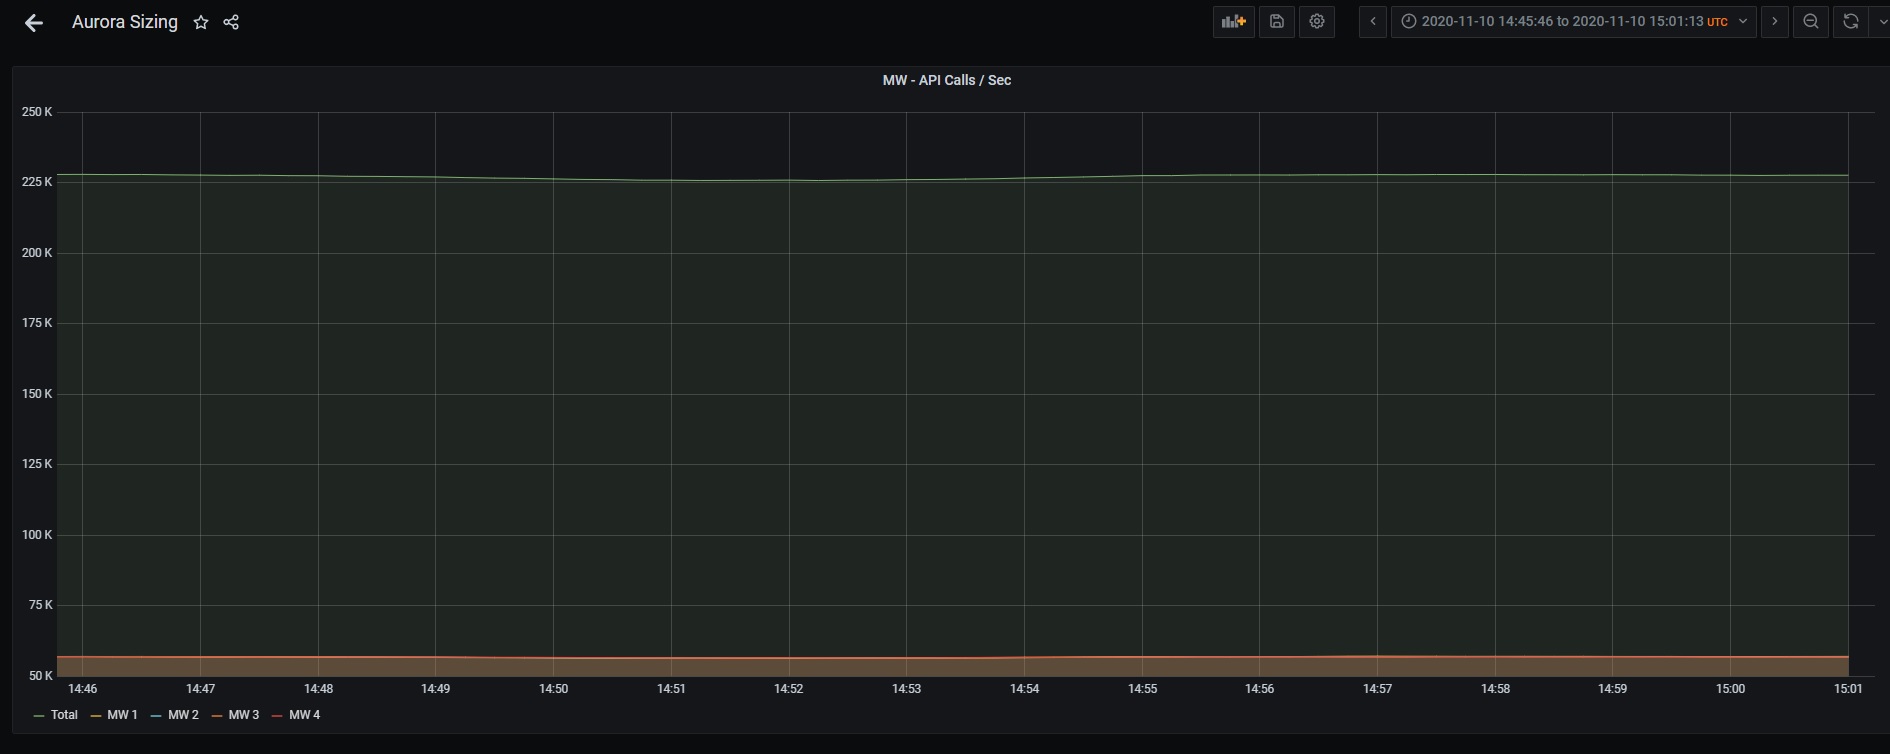 Aurora Sizing
2020-11-10 14:45:46 to 2020-11-10 15:01:13 UTC
MW - API Calls / Sec
250 K
225 K
200 K
175 K
150 K
125 K
100 K
75 K
50 K
14:46 14:47 14:48 14:49 14:50 14:51 14:52 14:53 14:54 14:55 14:56 14:57 14:58 14:59 15:00 15:01
Total MW 1 MW 2 MW 3 MW 4